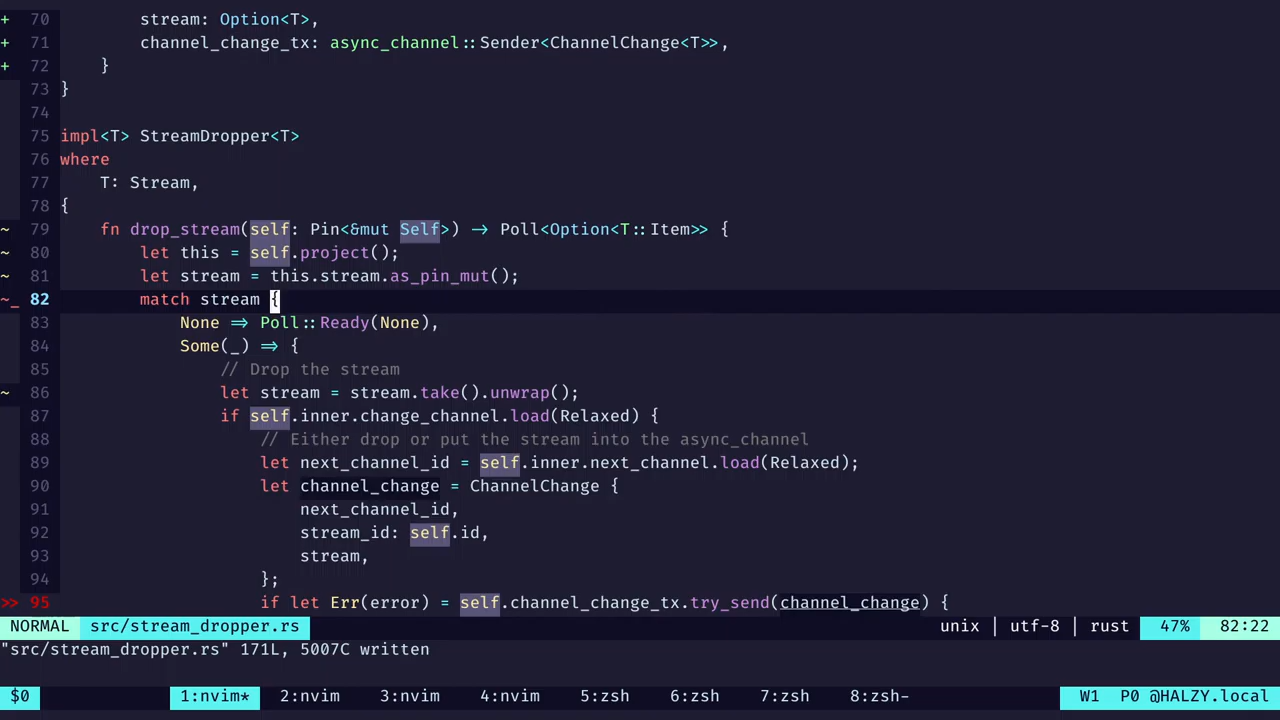 + 70         stream: Option<T>,
+ 71         channel_change_tx: async_channel::Sender<ChannelChange<T>>,
+ 72     }
73 }
74
75 impl<T> StreamDropper<T>
76 where
77     T: Stream,
78 {
~ 79     fn drop_stream(self: Pin<&mut Self>) -> Poll<Option<T::Item>> {
~ 80         let this = self.project();
~ 81         let stream = this.stream.as_pin_mut();
~_ 82         match stream {
83             None => Poll::Ready(None),
84             Some(_) => {
85                 // Drop the stream
~ 86                 let stream = stream.take().unwrap();
87                 if self.inner.change_channel.load(Relaxed) {
88                     // Either drop or put the stream into the async_channel
89                     let next_channel_id = self.inner.next_channel.load(Relaxed);
90                     let channel_change = ChannelChange {
91                         next_channel_id,
92                         stream_id: self.id,
93                         stream,
94                     };
>> 95                     if let Err(error) = self.channel_change_tx.try_send(channel_change) {
NORMAL src/stream_dropper.rs unix | utf-8 | rust 47% 82:22
"src/stream_dropper.rs" 171L, 5007C written
$0 1:nvim* 2:nvim 3:nvim 4:nvim 5:zsh 6:zsh 7:zsh 8:zsh- W1 P0 @HALZY.local